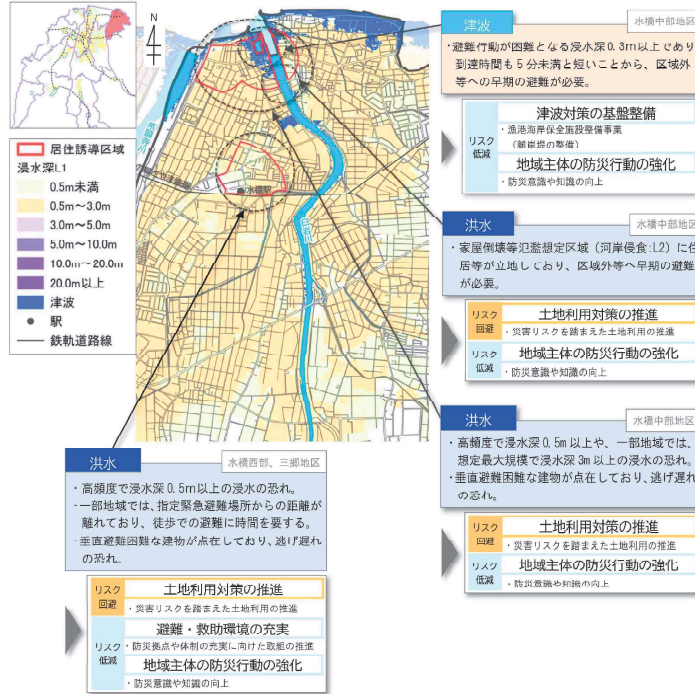 N
居住誘導区域
浸水深L1
0.5m未満
0.5m～3.0m
3.0m～5.0m
5.0m～10.0m
10.0m～20.0m
20.0m以上
津波
駅
鉄軌道路線
水橋駅
白岩川
常願寺川
津波
水橋中部地区
・避難行動が困難となる浸水深0.3m以上であり
到達時間も5分未満と短いことから、区域外
等への早期の避難が必要。
リスク
低減
津波対策の基盤整備
・漁港海岸保全施設整備事業
（離岸堤の整備）
地域主体の防災行動の強化
・防災意識や知識の向上
洪水
水橋中部地区
・家屋倒壊等氾濫想定区域（河岸侵食:L2）に住
居等が立地しており、区域外等へ早期の避難
が必要。
リスク
回避
土地利用対策の推進
・災害リスクを踏まえた土地利用の推進
リスク
低減
地域主体の防災行動の強化
・防災意識や知識の向上
洪水
水橋中部地区
・高頻度で浸水深0.5m以上や、一部地域では、
想定最大規模で浸水深3m以上の浸水の恐れ。
・垂直避難困難な建物が点在しており、逃げ遅れ
の恐れ。
リスク
回避
土地利用対策の推進
・災害リスクを踏まえた土地利用の推進
リスク
低減
地域主体の防災行動の強化
・防災意識や知識の向上
洪水
水橋西部、三郷地区
・高頻度で浸水深0.5m以上の浸水の恐れ。
・一部地域では、指定緊急避難場所からの距離が
離れており、徒歩での避難に時間を要する。
・垂直避難困難な建物が点在しており、逃げ遅れ
の恐れ。
リスク
回避
土地利用対策の推進
・災害リスクを踏まえた土地利用の推進
リスク
低減
避難・救助環境の充実
・防災拠点や体制の充実に向けた取組の推進
地域主体の防災行動の強化
・防災意識や知識の向上